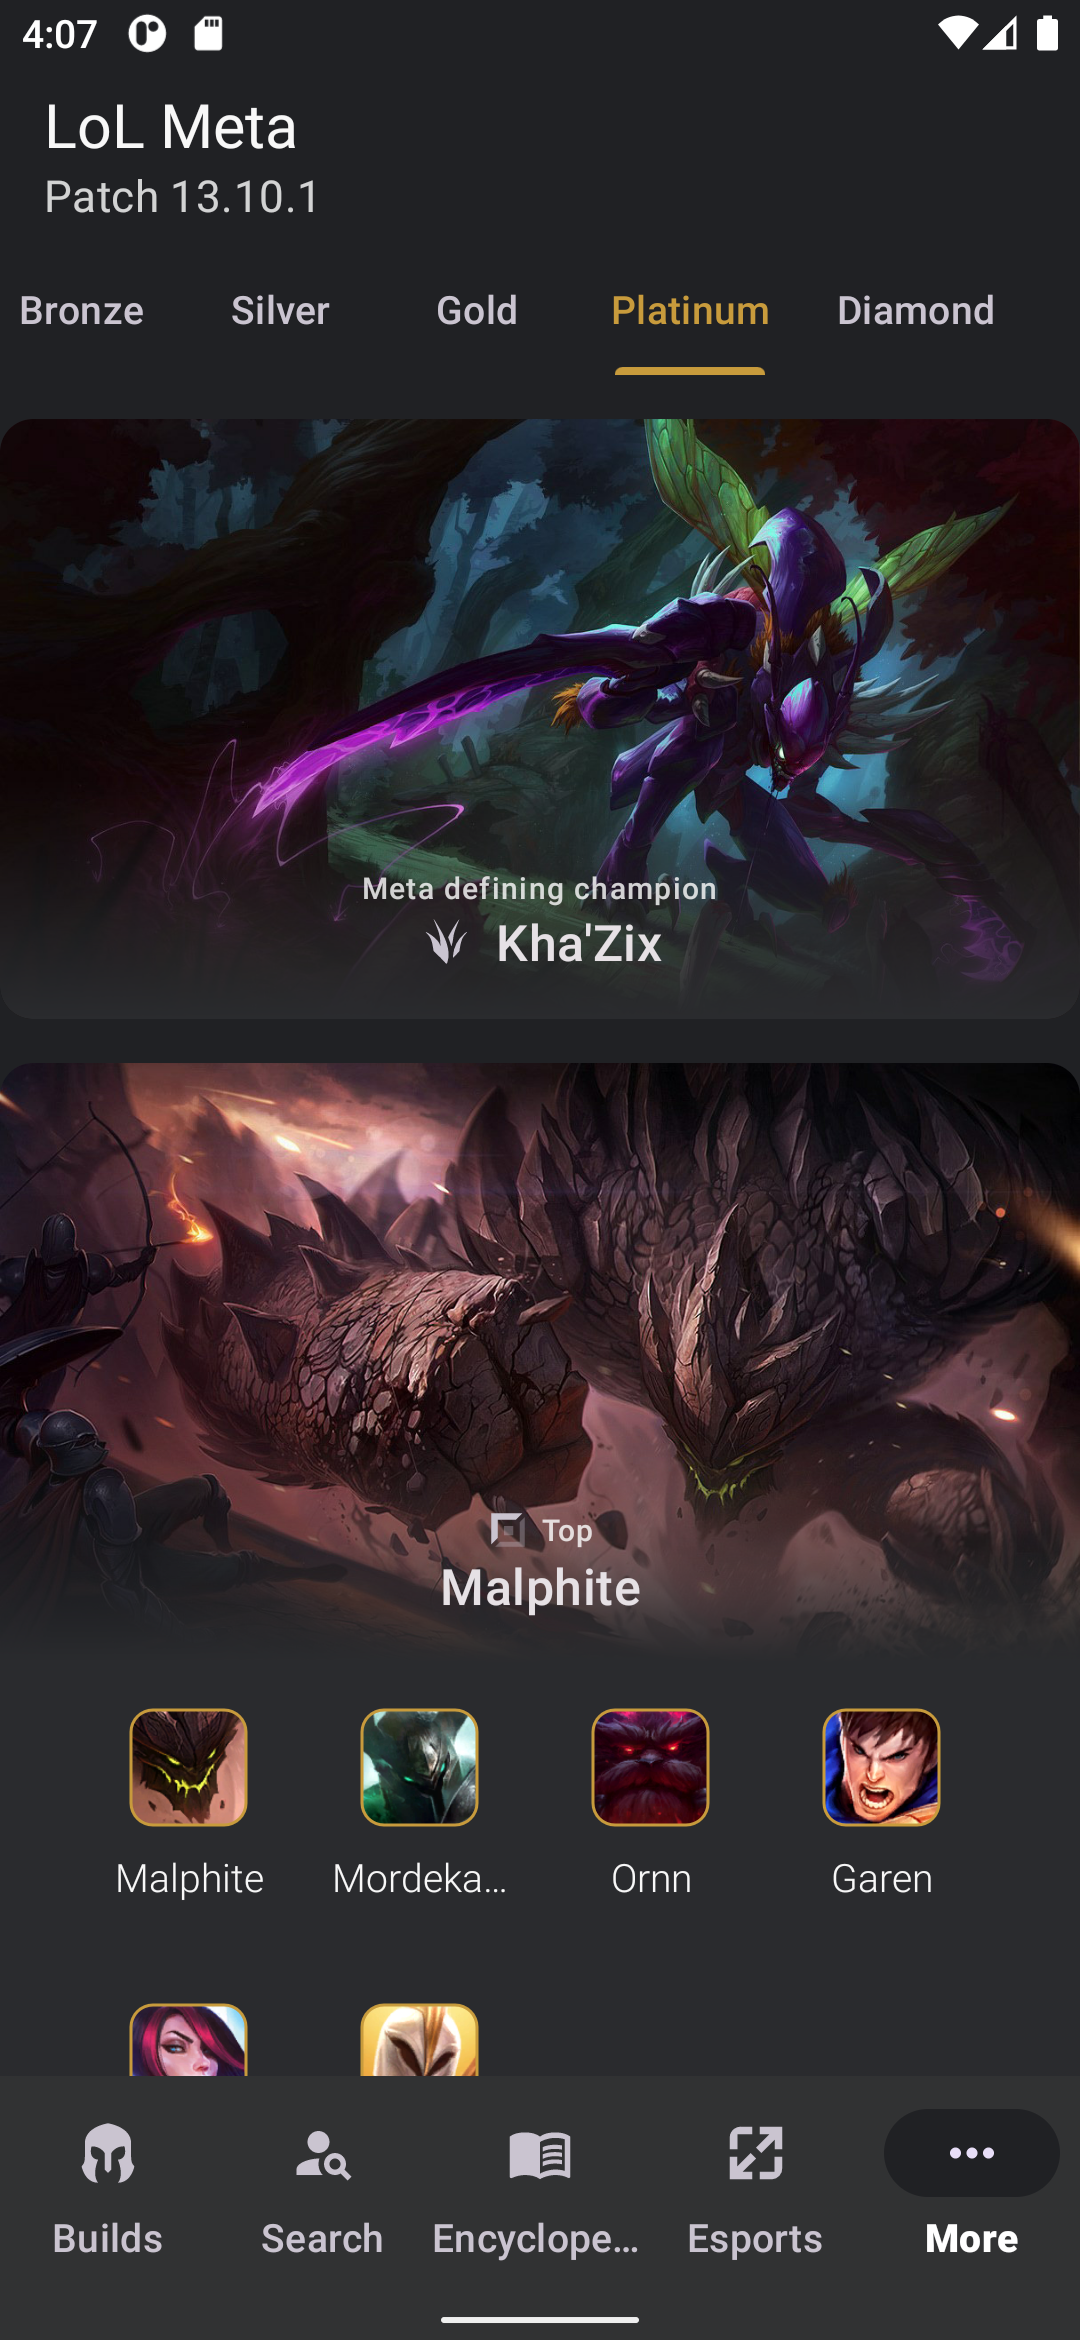 4:07
LoL Meta
Patch 13.10.1
Bronze Silver Gold Platinum Diamond
Meta defining champion
Kha'Zix
Top
Malphite
Malphite Mordeka... Ornn Garen
Builds Search Encyclope... Esports More